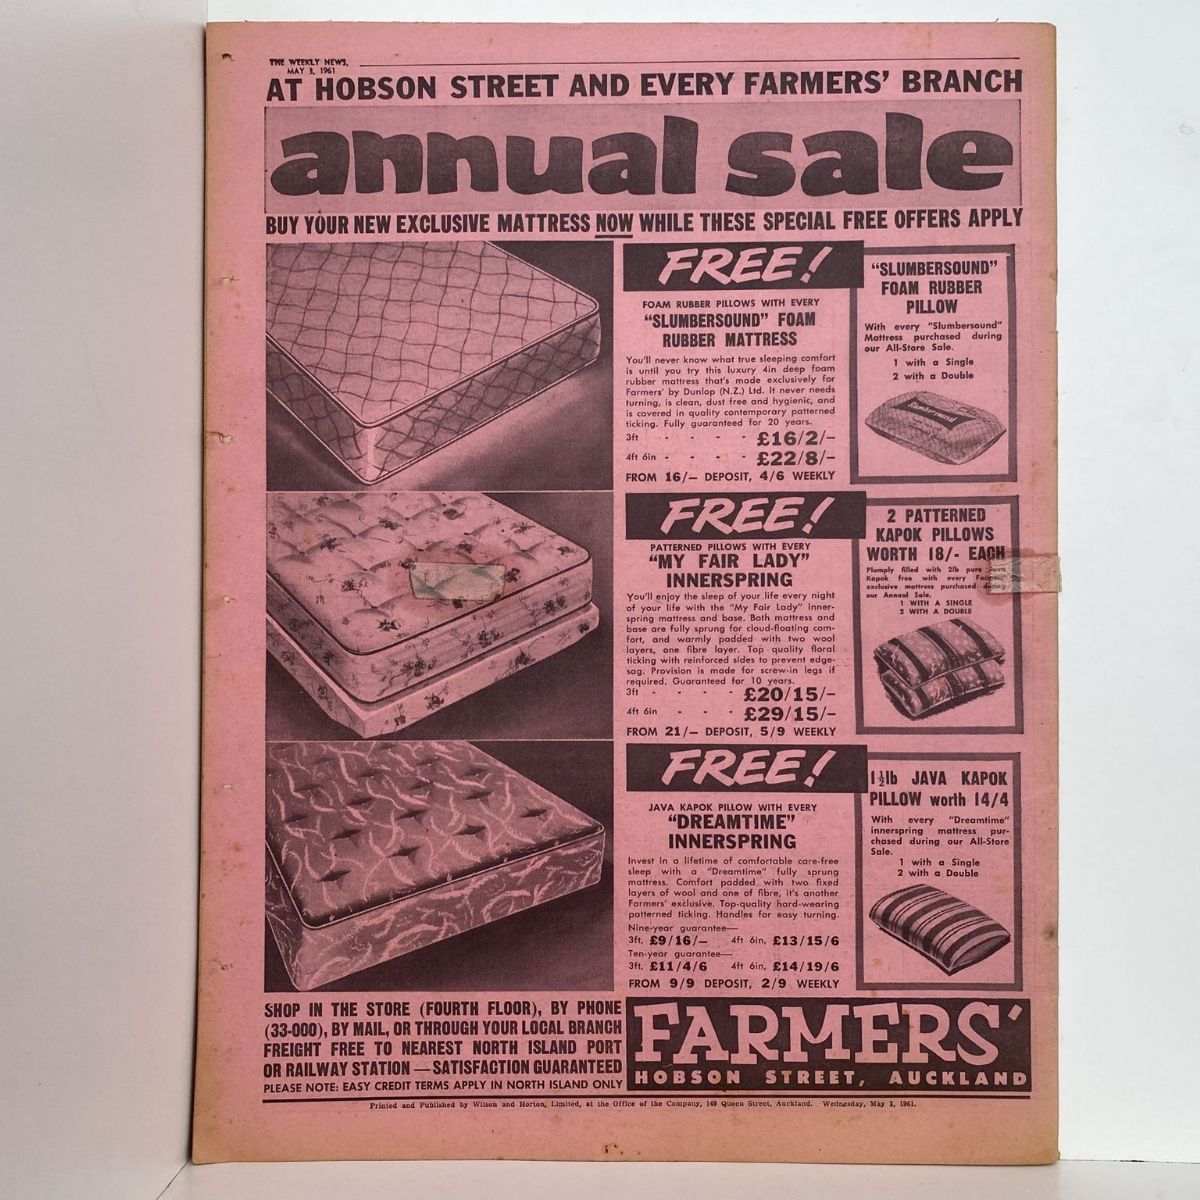 THE WEEKLY NEWS,
MAY 3, 1961
AT HOBSON STREET AND EVERY FARMERS' BRANCH
annual sale
BUY YOUR NEW EXCLUSIVE MATTRESS NOW WHILE THESE SPECIAL FREE OFFERS APPLY
FREE!
FOAM RUBBER PILLOWS WITH EVERY
"SLUMBERSOUND" FOAM
RUBBER MATTRESS
You'll never know what true sleeping comfort
is until you try this luxury 4in deep foam
rubber mattress that's made exclusively for
Farmers' by Dunlop (N.Z.) Ltd. It never needs
turning, is clean, dust free and hygienic, and
is covered in quality contemporary patterned
ticking. Fully guaranteed for 20 years.
3ft - - - - £16/2/-
4ft 6in - - - - £22/8/-
FROM 16/- DEPOSIT, 4/6 WEEKLY
"SLUMBERSOUND"
FOAM RUBBER
PILLOW
With every "Slumbersound"
Mattress purchased during
our All-Store Sale.
1 with a Single
2 with a Double
Slumbersound
FREE!
PATTERNED PILLOWS WITH EVERY
"MY FAIR LADY"
INNERSPRING
You'll enjoy the sleep of your life every night
of your life with the "My Fair Lady" inner-
spring mattress and base. Both mattress and
base are fully sprung for cloud-floating com-
fort, and warmly padded with two wool
layers, one fibre layer. Top quality floral
ticking with reinforced sides to prevent edge-
sag. Provision is made for screw-in legs if
required. Guaranteed for 10 years.
3ft - - - - £20/15/-
4ft 6in - - - - £29/15/-
FROM 21/- DEPOSIT, 5/9 WEEKLY
2 PATTERNED
KAPOK PILLOWS
WORTH 18/- EACH
Plumply filled with 2lb pure Java
Kapok free with every Farmers'
exclusive mattress purchased during
our Annual Sale.
1 WITH A SINGLE
2 WITH A DOUBLE
FREE!
JAVA KAPOK PILLOW WITH EVERY
"DREAMTIME"
INNERSPRING
Invest in a lifetime of comfortable care-free
sleep with a "Dreamtime" fully sprung
mattress. Comfort padded with two fixed
layers of wool and one of fibre, it's another
Farmers' exclusive. Top-quality hard-wearing
patterned ticking. Handles for easy turning.
Nine-year guarantee—
3ft, £9/16/- 4ft 6in, £13/15/6
Ten-year guarantee—
3ft, £11/4/6 4ft 6in, £14/19/6
FROM 9/9 DEPOSIT, 2/9 WEEKLY
1½lb JAVA KAPOK
PILLOW worth 14/4
With every "Dreamtime"
innerspring mattress pur-
chased during our All-Store
Sale.
1 with a Single
2 with a Double
SHOP IN THE STORE (FOURTH FLOOR), BY PHONE
(33-000), BY MAIL, OR THROUGH YOUR LOCAL BRANCH
FREIGHT FREE TO NEAREST NORTH ISLAND PORT
OR RAILWAY STATION — SATISFACTION GUARANTEED
PLEASE NOTE: EASY CREDIT TERMS APPLY IN NORTH ISLAND ONLY
FARMERS'
HOBSON STREET, AUCKLAND
Printed and Published by Wilson and Horton, Limited, at the Office of the Company, 149 Queen Street, Auckland. Wednesday, May 3, 1961.